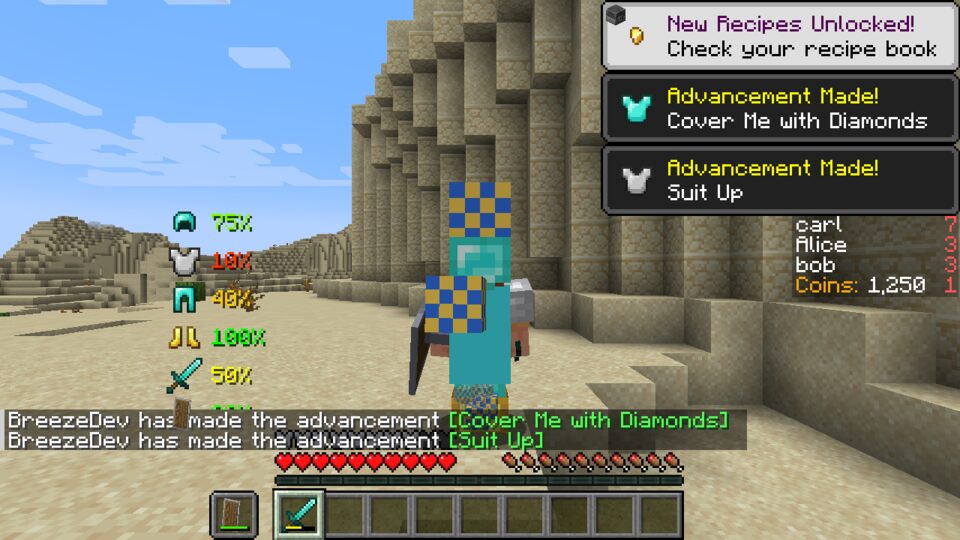 New Recipes Unlocked!
Check your recipe book
Advancement Made!
Cover Me with Diamonds
Advancement Made!
Suit Up
carl 7
Alice 3
bob 3
Coins: 1,250 1
75%
10%
40%
100%
50%
BreezeDev has made the advancement [Cover Me with Diamonds]
BreezeDev has made the advancement [Suit Up]